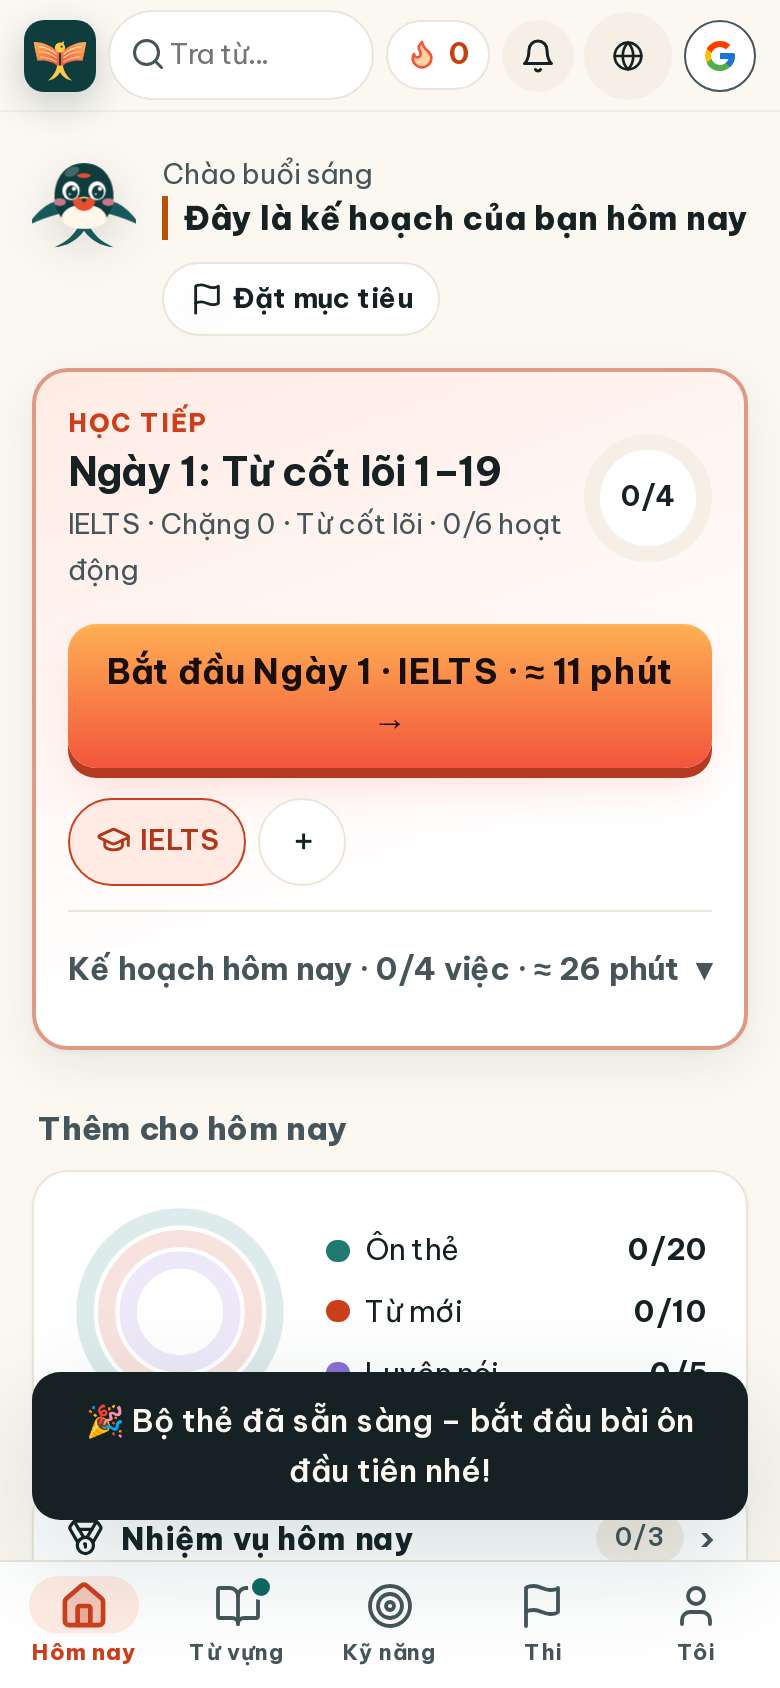 Tra từ...
0
Chào buổi sáng
Đây là kế hoạch của bạn hôm nay
Đặt mục tiêu
HỌC TIẾP
Ngày 1: Từ cốt lõi 1–19
IELTS · Chặng 0 · Từ cốt lõi · 0/6 hoạt
động
0/4
Bắt đầu Ngày 1 · IELTS · ≈ 11 phút
→
IELTS
+
Kế hoạch hôm nay · 0/4 việc · ≈ 26 phút ▼
Thêm cho hôm nay
Ôn thẻ 0/20
Từ mới 0/10
Luyện nói 0/5
🎉 Bộ thẻ đã sẵn sàng – bắt đầu bài ôn
đầu tiên nhé!
Nhiệm vụ hôm nay 0/3 ›
Hôm nay
Từ vựng
Kỹ năng
Thi
Tôi